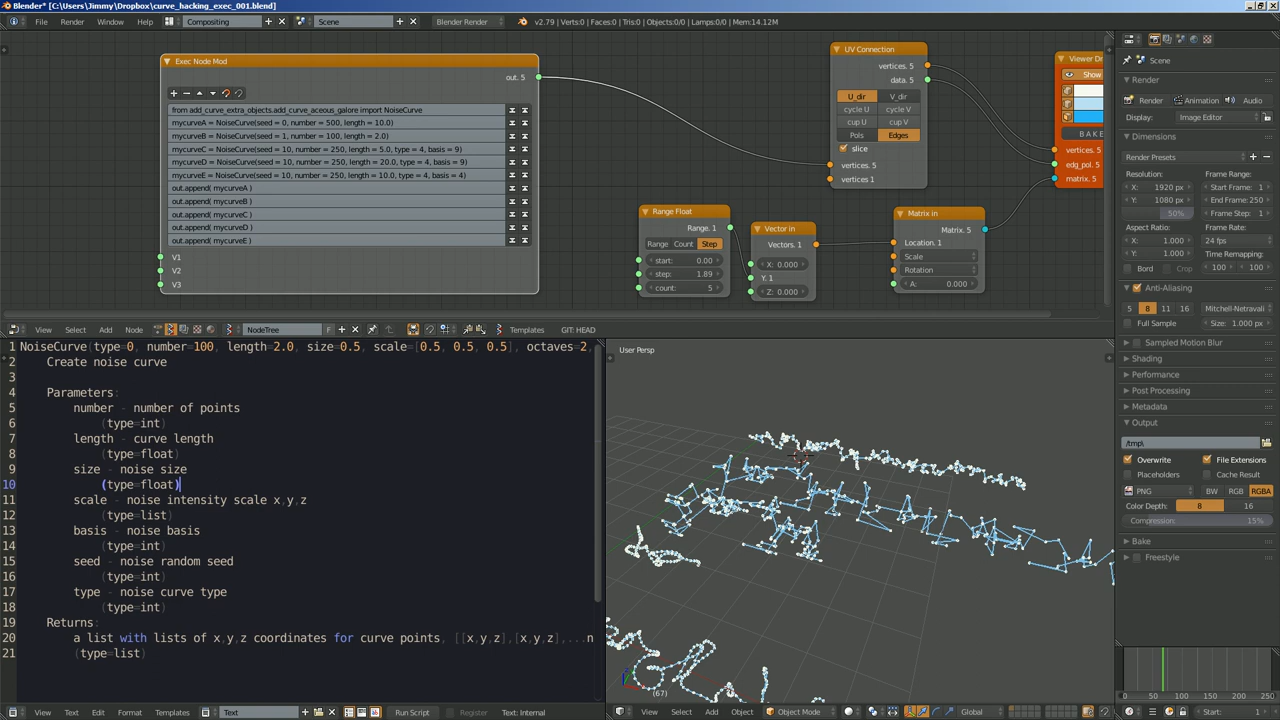 Blender* [C:\Users\Jimmy\Dropbox\curve_hacking_exec_001.blend]
File Render Window Help Compositing Scene Blender Render v2.79 | Verts:0 | Faces:0 | Tris:0 | Objects:0/0 | Lamps:0/0 | Mem:14.12M
Exec Node Mod
out. 5
from add_curve_extra_objects.add_curve_aceous_galore import NoiseCurve
mycurveA = NoiseCurve(seed = 0, number = 500, length = 10.0)
mycurveB = NoiseCurve(seed = 1, number = 100, length = 2.0)
mycurveC = NoiseCurve(seed = 10, number = 250, length = 5.0, type = 4, basis = 9)
mycurveD = NoiseCurve(seed = 10, number = 250, length = 20.0, type = 4, basis = 9)
mycurveE = NoiseCurve(seed = 10, number = 250, length = 10.0, type = 4, basis = 4)
out.append( mycurveA )
out.append( mycurveB )
out.append( mycurveC )
out.append( mycurveD )
out.append( mycurveE )
V1
V2
V3
Range Float
Range. 1
Range Count Step
start: 0.00
step: 1.89
count: 5
Vector in
Vectors. 1
X: 0.000
Y. 1
Z: 0.000
UV Connection
vertices. 5
data. 5
U_dir V_dir
cycle U cycle V
cup U cup V
Pols Edges
slice
vertices. 5
vertices 1
Matrix in
Matrix. 5
Location. 1
Scale
Rotation
A: 0.000
Viewer Dr
Show
B A K E
vertices. 5
edg_pol. 5
matrix. 5
View Select Add Node NodeTree F Templates GIT: HEAD
1 NoiseCurve(type=0, number=100, length=2.0, size=0.5, scale=[0.5, 0.5, 0.5], octaves=2,
2 Create noise curve
3
4 Parameters:
5 number - number of points
6 (type=int)
7 length - curve length
8 (type=float)
9 size - noise size
10 (type=float)
11 scale - noise intensity scale x,y,z
12 (type=list)
13 basis - noise basis
14 (type=int)
15 seed - noise random seed
16 (type=int)
17 type - noise curve type
18 (type=int)
19 Returns:
20 a list with lists of x,y,z coordinates for curve points, [[x,y,z],[x,y,z],...n
21 (type=list)
View Text Edit Format Templates Text Run Script Register Text: Internal
User Persp
(67)
View Select Add Object Object Mode Global
Scene
Render
Render Animation Audio
Display: Image Editor
Dimensions
Render Presets
Resolution: Frame Range:
X: 1920 px Start Frame: 1
Y: 1080 px End Frame: 250
50% Frame Step: 1
Aspect Ratio: Frame Rate:
X: 1.000 24 fps
Y: 1.000 Time Remapping:
Bord Crop 100 100
Anti-Aliasing
5 8 11 16 Mitchell-Netravali
Full Sample Size: 1.000 px
Sampled Motion Blur
Shading
Performance
Post Processing
Metadata
Output
/tmp\
Overwrite File Extensions
Placeholders Cache Result
PNG BW RGB RGBA
Color Depth: 8 16
Compression: 15%
Bake
Freestyle
0 50 100 150 200 250
Start: 1